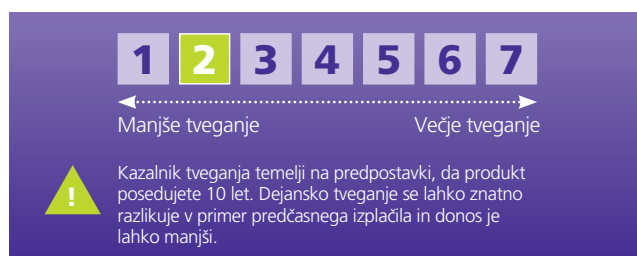 1 2 3 4 5 6 7
Manjše tveganje Večje tveganje
! Kazalnik tveganja temelji na predpostavki, da produkt
posedujete 10 let. Dejansko tveganje se lahko znatno
razlikuje v primer predčasnega izplačila in donos je
lahko manjši.